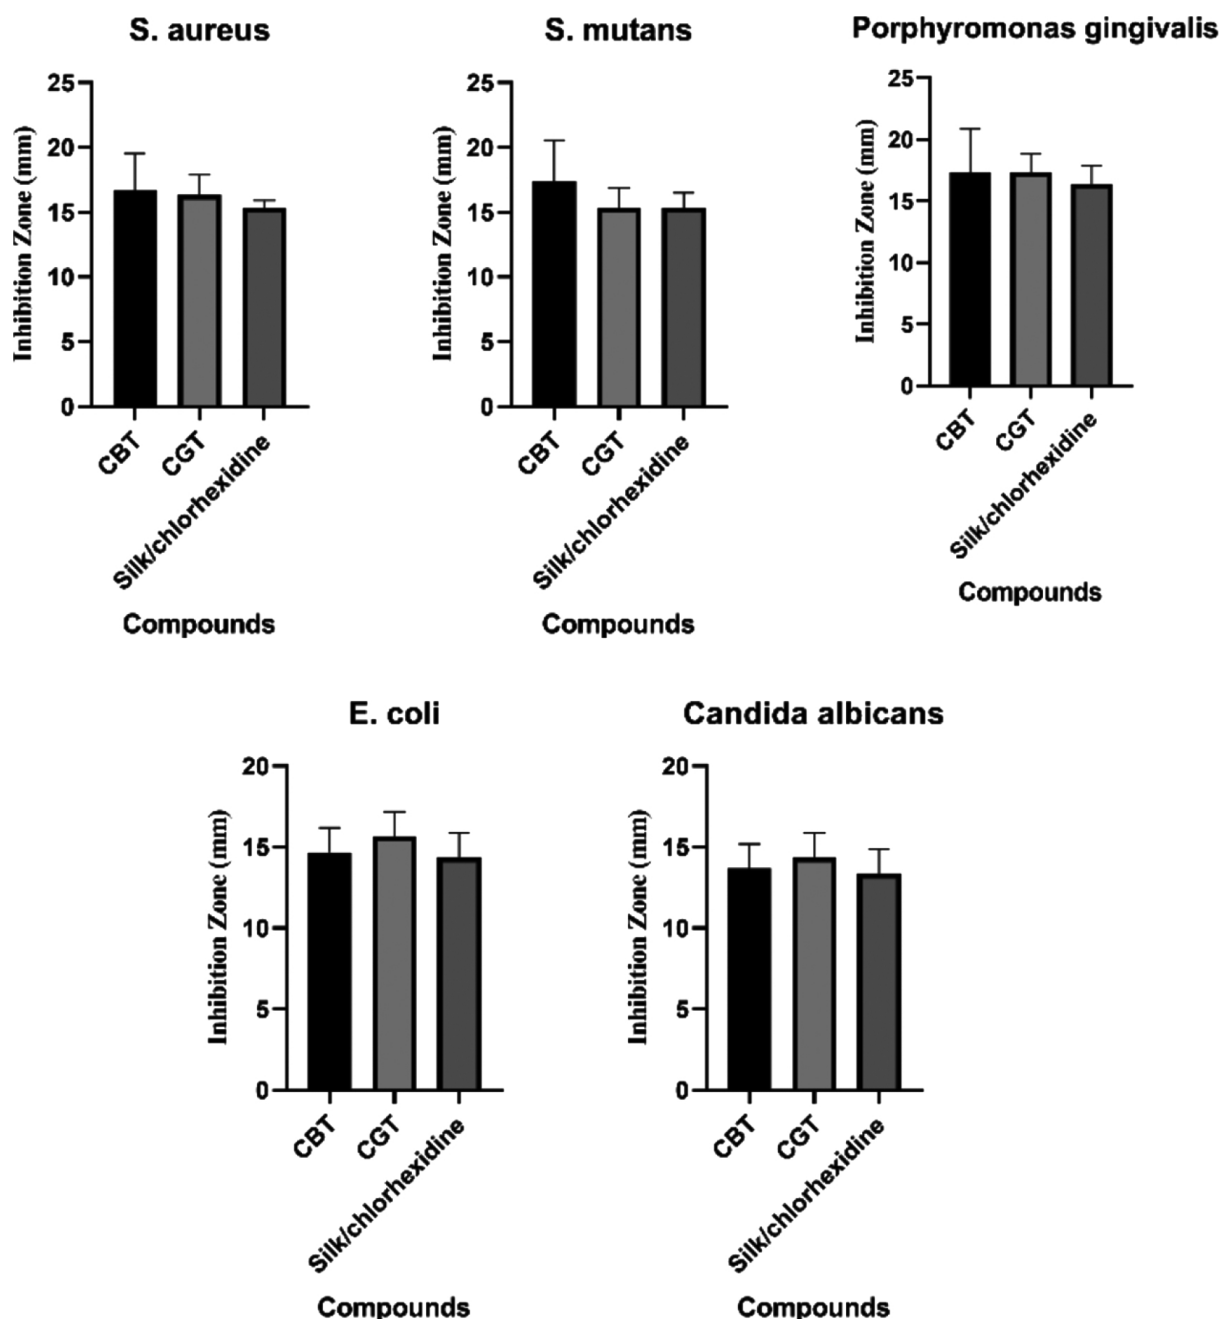 S. aureus
Inhibition Zone (mm)
25
20
15
10
5
0
CBT
CGT
Silk/chlorhexidine
Compounds
S. mutans
Inhibition Zone (mm)
25
20
15
10
5
0
CBT
CGT
Silk/chlorhexidine
Compounds
Porphyromonas gingivalis
Inhibition Zone (mm)
25
20
15
10
5
0
CBT
CGT
Silk/chlorhexidine
Compounds
E. coli
Inhibition Zone (mm)
20
15
10
5
0
CBT
CGT
Silk/chlorhexidine
Compounds
Candida albicans
Inhibition Zone (mm)
20
15
10
5
0
CBT
CGT
Silk/chlorhexidine
Compounds